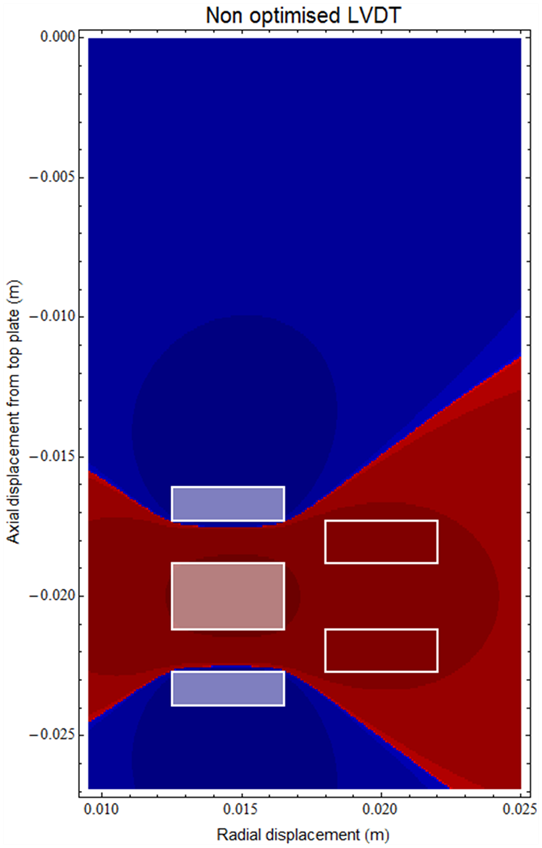 Non optimised LVDT
0.000
−0.005
−0.010
−0.015
−0.020
−0.025
Axial displacement from top plate (m)
0.010 0.015 0.020 0.025
Radial displacement (m)